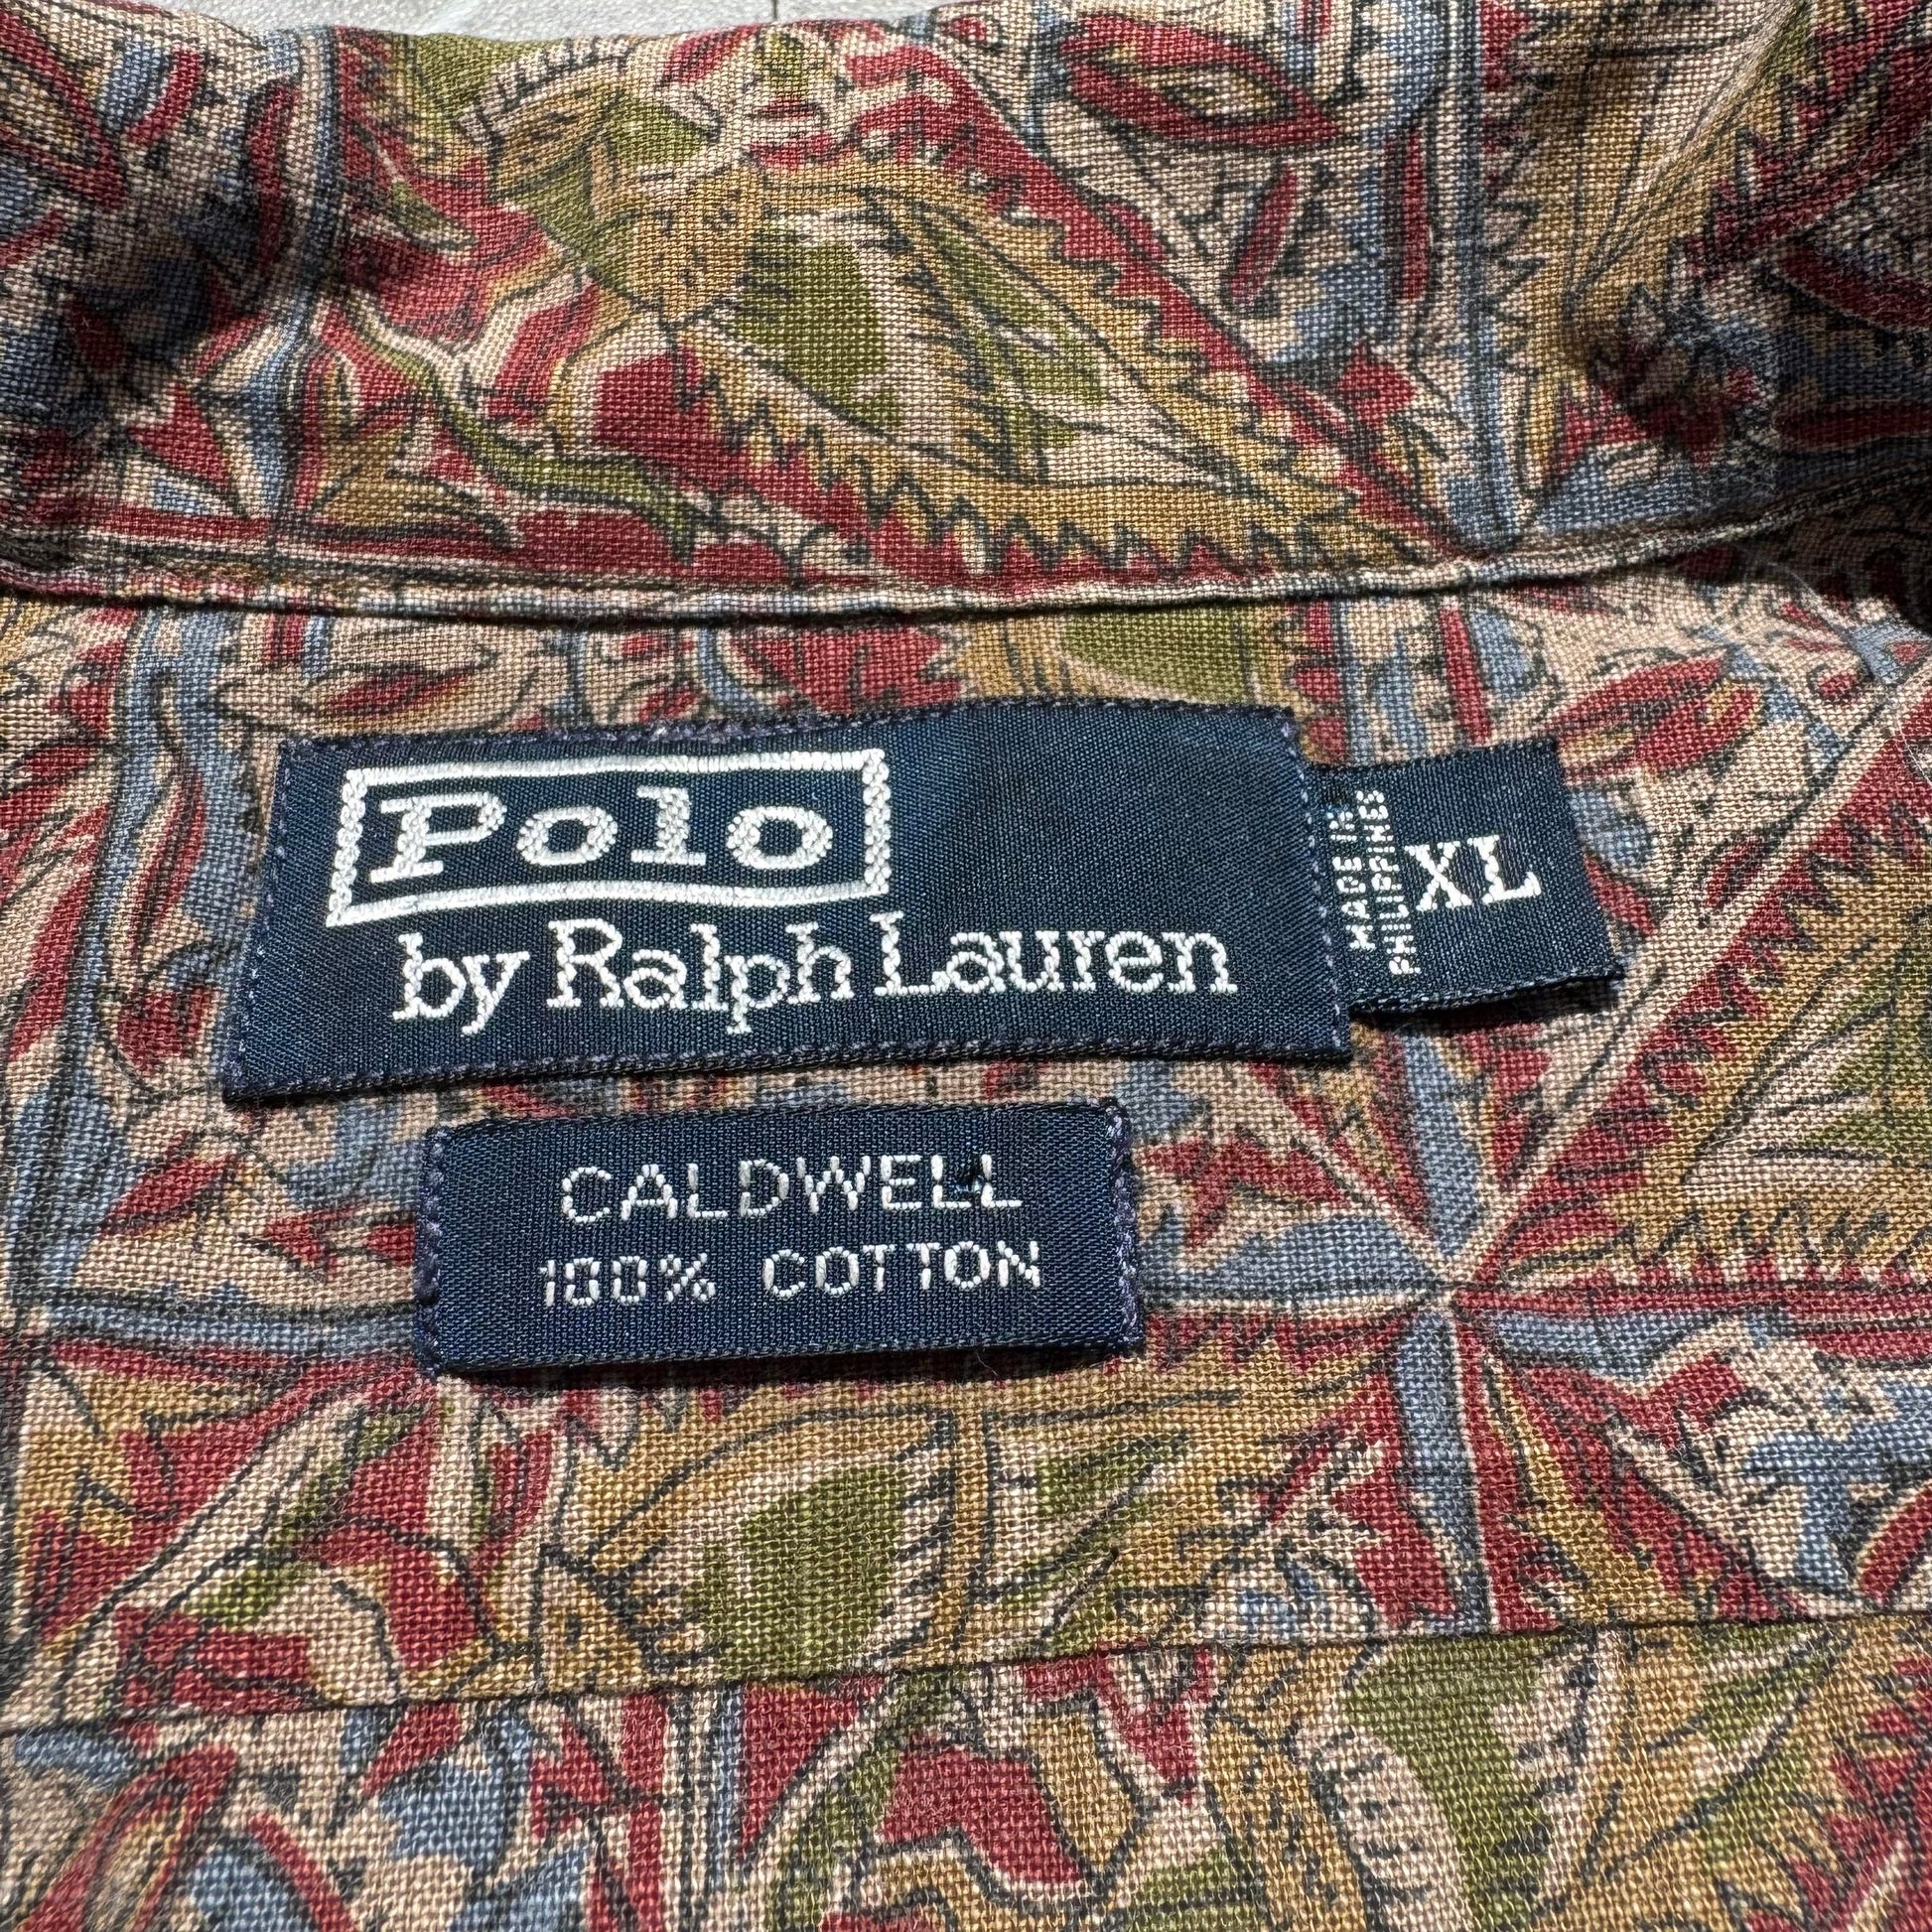 Polo
by Ralph Lauren
MADE IN
PHILIPPINES
XL
CALDWELL
100% COTTON